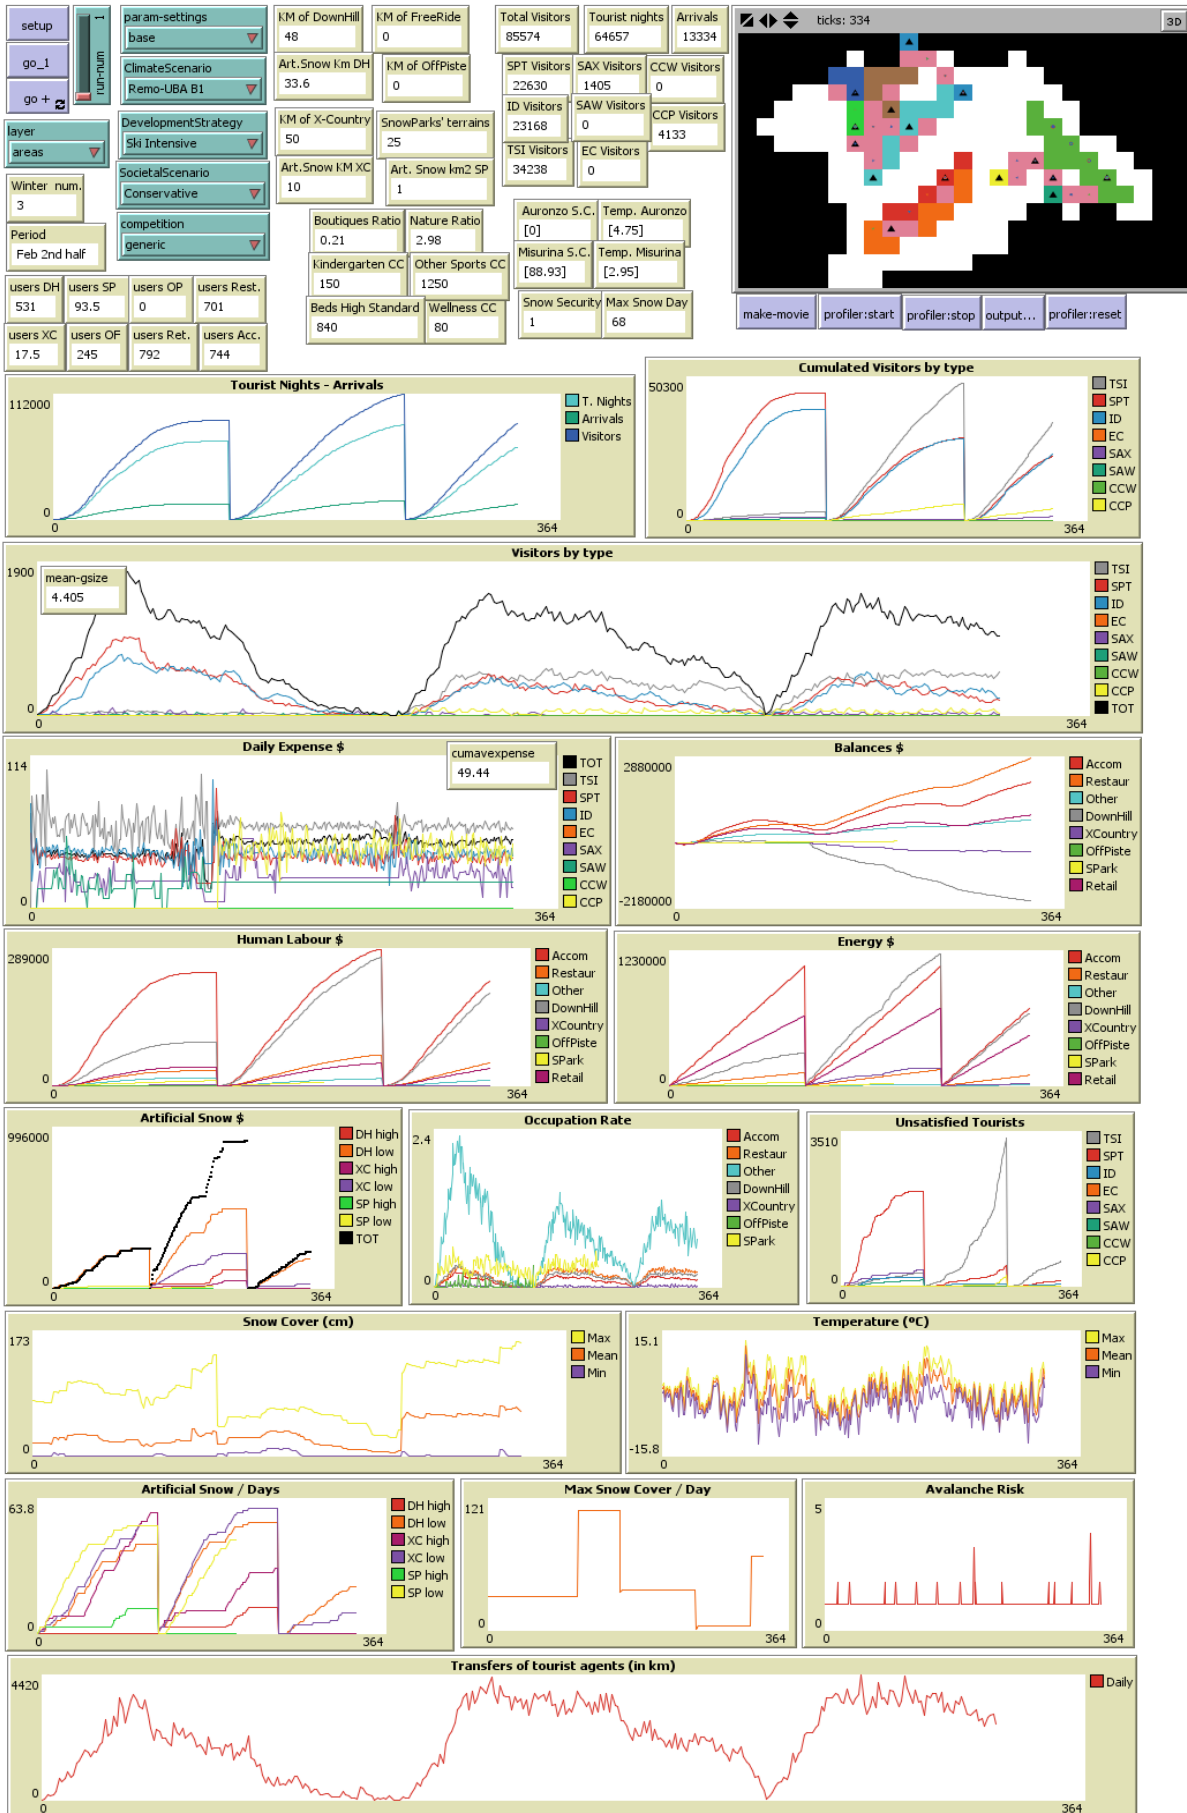 setup
go_1
go +
run-num
1
param-settings
base
ClimateScenario
Remo-UBA B1
DevelopmentStrategy
Ski Intensive
SocietalScenario
Conservative
competition
generic
layer
areas
Winter num.
3
Period
Feb 2nd half
users DH
531
users SP
93.5
users OP
0
users Rest.
701
users XC
17.5
users OF
245
users Ret.
792
users Acc.
744
KM of DownHill
48
KM of FreeRide
0
Art.Snow Km DH
33.6
KM of OffPiste
0
KM of X-Country
50
SnowParks' terrains
25
Art.Snow KM XC
10
Art. Snow km2 SP
1
Boutiques Ratio
0.21
Nature Ratio
2.98
Kindergarten CC
150
Other Sports CC
1250
Beds High Standard
840
Wellness CC
80
Total Visitors
85574
Tourist nights
64657
Arrivals
13334
SPT Visitors
22630
SAX Visitors
1405
CCW Visitors
0
ID Visitors
23168
SAW Visitors
0
CCP Visitors
4133
TSI Visitors
34238
EC Visitors
0
Auronzo S.C.
[0]
Temp. Auronzo
[4.75]
Misurina S.C.
[88.93]
Temp. Misurina
[2.95]
Snow Security
1
Max Snow Day
68
ticks: 334
3D
make-movie
profiler:start
profiler:stop
output...
profiler:reset
Tourist Nights - Arrivals
112000
0
0
364
T. Nights
Arrivals
Visitors
Cumulated Visitors by type
50300
0
0
364
TSI
SPT
ID
EC
SAX
SAW
CCW
CCP
Visitors by type
1900
0
0
364
mean-gsize
4.405
TSI
SPT
ID
EC
SAX
SAW
CCW
CCP
TOT
Daily Expense $
114
0
0
364
cumavexpense
49.44
TOT
TSI
SPT
ID
EC
SAX
SAW
CCW
CCP
Balances $
2880000
-2180000
0
364
Accom
Restaur
Other
DownHill
XCountry
OffPiste
SPark
Retail
Human Labour $
289000
0
0
364
Accom
Restaur
Other
DownHill
XCountry
OffPiste
SPark
Retail
Energy $
1230000
0
0
364
Accom
Restaur
Other
DownHill
XCountry
OffPiste
SPark
Retail
Artificial Snow $
996000
0
0
364
DH high
DH low
XC high
XC low
SP high
SP low
TOT
Occupation Rate
2.4
0
0
364
Accom
Restaur
Other
DownHill
XCountry
OffPiste
SPark
Unsatisfied Tourists
3510
0
0
364
TSI
SPT
ID
EC
SAX
SAW
CCW
CCP
Snow Cover (cm)
173
0
0
364
Max
Mean
Min
Temperature (ºC)
15.1
-15.8
0
364
Max
Mean
Min
Artificial Snow / Days
63.8
0
0
364
DH high
DH low
XC high
XC low
SP high
SP low
Max Snow Cover / Day
121
0
0
364
Avalanche Risk
5
0
0
364
Transfers of tourist agents (in km)
4420
0
0
364
Daily